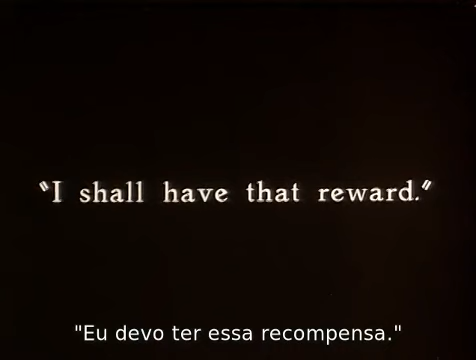 "I shall have that reward."
"Eu devo ter essa recompensa."